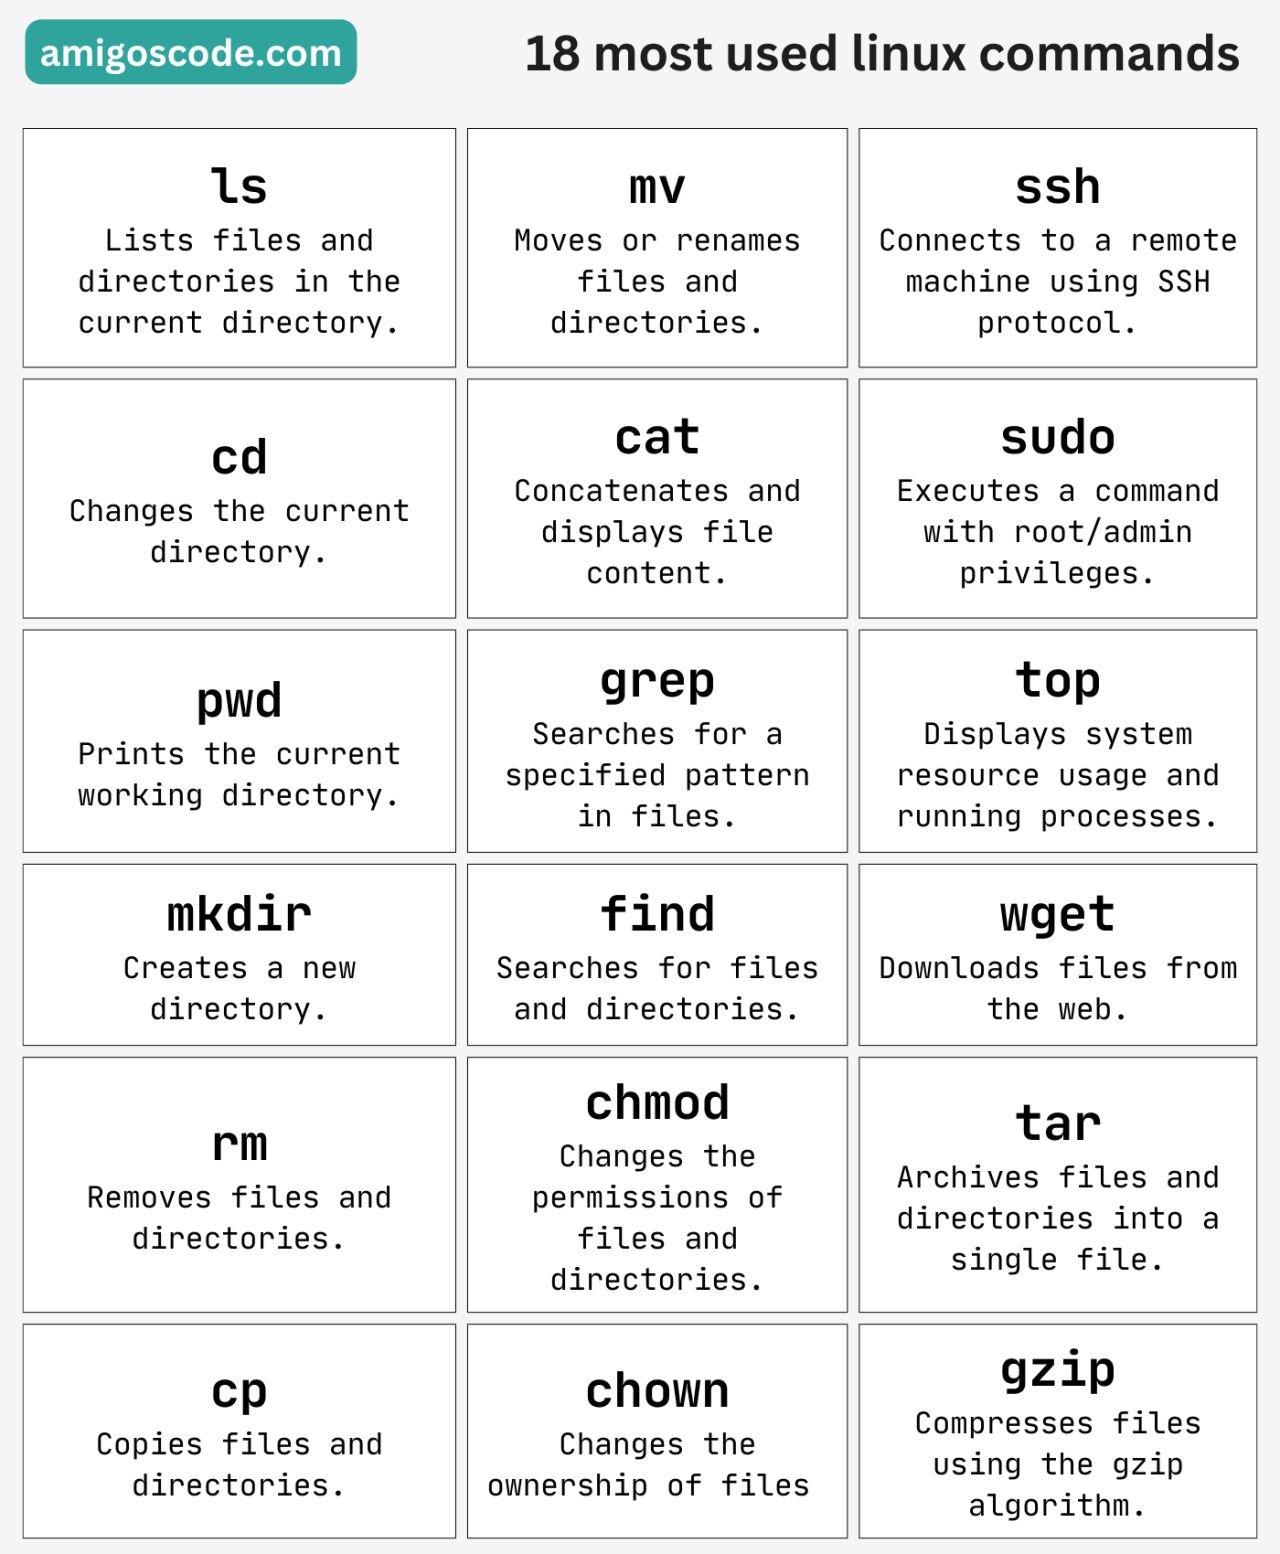 amigoscode.com
18 most used linux commands
ls
Lists files and
directories in the
current directory.
mv
Moves or renames
files and
directories.
ssh
Connects to a remote
machine using SSH
protocol.
cd
Changes the current
directory.
cat
Concatenates and
displays file
content.
sudo
Executes a command
with root/admin
privileges.
pwd
Prints the current
working directory.
grep
Searches for a
specified pattern
in files.
top
Displays system
resource usage and
running processes.
mkdir
Creates a new
directory.
find
Searches for files
and directories.
wget
Downloads files from
the web.
rm
Removes files and
directories.
chmod
Changes the
permissions of
files and
directories.
tar
Archives files and
directories into a
single file.
cp
Copies files and
directories.
chown
Changes the
ownership of files
gzip
Compresses files
using the gzip
algorithm.